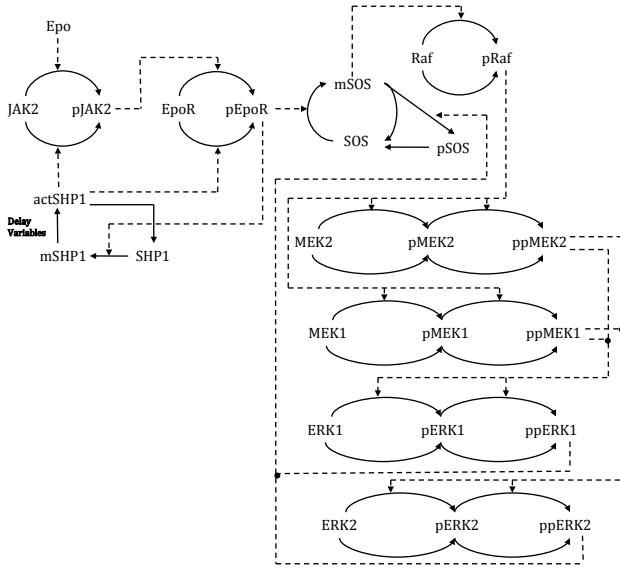 Epo
Raf pRaf
mSOS
JAK2 pJAK2 EpoR pEpoR
SOS
pSOS
actSHP1
Delay
Variables
mSHP1 SHP1
MEK2 pMEK2 ppMEK2
MEK1 pMEK1 ppMEK1
ERK1 pERK1 ppERK1
ERK2 pERK2 ppERK2